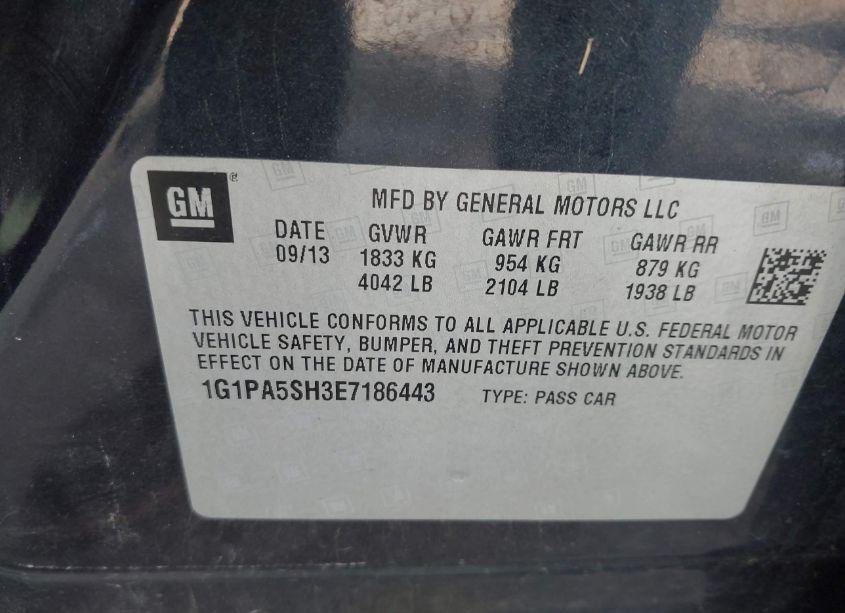 GM
MFD BY GENERAL MOTORS LLC
DATE GVWR GAWR FRT GAWR RR
09/13 1833 KG 954 KG 879 KG
4042 LB 2104 LB 1938 LB
THIS VEHICLE CONFORMS TO ALL APPLICABLE U.S. FEDERAL MOTOR
VEHICLE SAFETY, BUMPER, AND THEFT PREVENTION STANDARDS IN
EFFECT ON THE DATE OF MANUFACTURE SHOWN ABOVE.
1G1PA5SH3E7186443 TYPE: PASS CAR